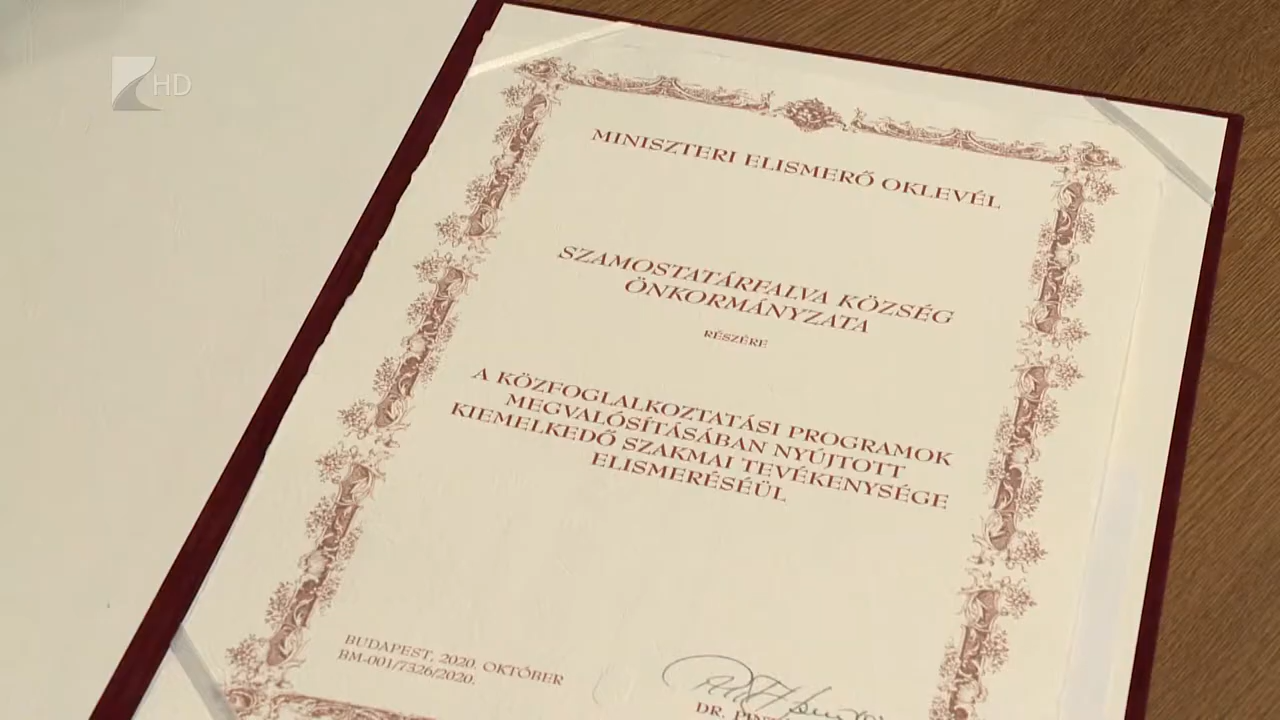 HD
MINISZTERI ELISMERŐ OKLEVÉL
SZAMOSTATÁRFALVA KÖZSÉG
ÖNKORMÁNYZATA
RÉSZÉRE
A KÖZFOGLALKOZTATÁSI PROGRAMOK
MEGVALÓSÍTÁSÁBAN NYÚJTOTT
KIEMELKEDŐ SZAKMAI TEVÉKENYSÉGE
ELISMERÉSÉÜL
BUDAPEST, 2020. OKTÓBER
BM-001/7326/2020.
DR.